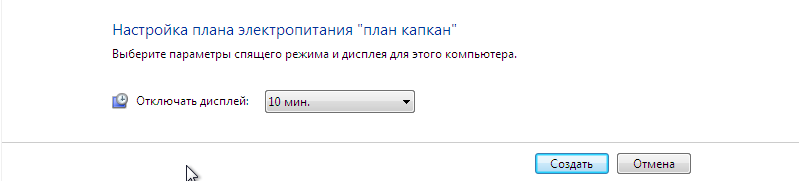 Настройка плана электропитания "план капкан"
Выберите параметры спящего режима и дисплея для этого компьютера.
Отключать дисплей: 10 мин.
Создать Отмена